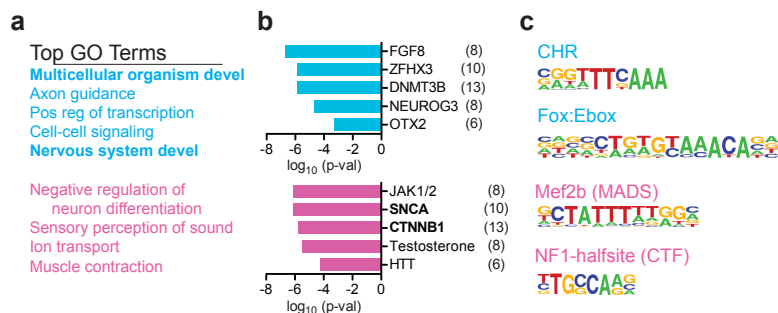 a
Top GO Terms
Multicellular organism devel
Axon guidance
Pos reg of transcription
Cell-cell signaling
Nervous system devel
Negative regulation of
neuron differentiation
Sensory perception of sound
Ion transport
Muscle contraction
b
FGF8 (8)
ZFHX3 (10)
DNMT3B (13)
NEUROG3 (8)
OTX2 (6)
-8 -6 -4 -2 0
log10 (p-val)
JAK1/2 (8)
SNCA (10)
CTNNB1 (13)
Testosterone (8)
HTT (6)
-8 -6 -4 -2 0
log10 (p-val)
c
CHR
CGGTTTCAAA
Fox:Ebox
Mef2b (MADS)
GCTATTTTTGGC
NF1-halfsite (CTF)
TTGCCAAG